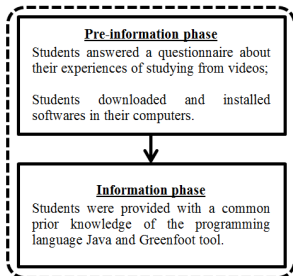 Pre-information phase
Students answered a questionnaire about
their experiences of studying from videos;
Students downloaded and installed
softwares in their computers.
Information phase
Students were provided with a common
prior knowledge of the programming
language Java and Greenfoot tool.